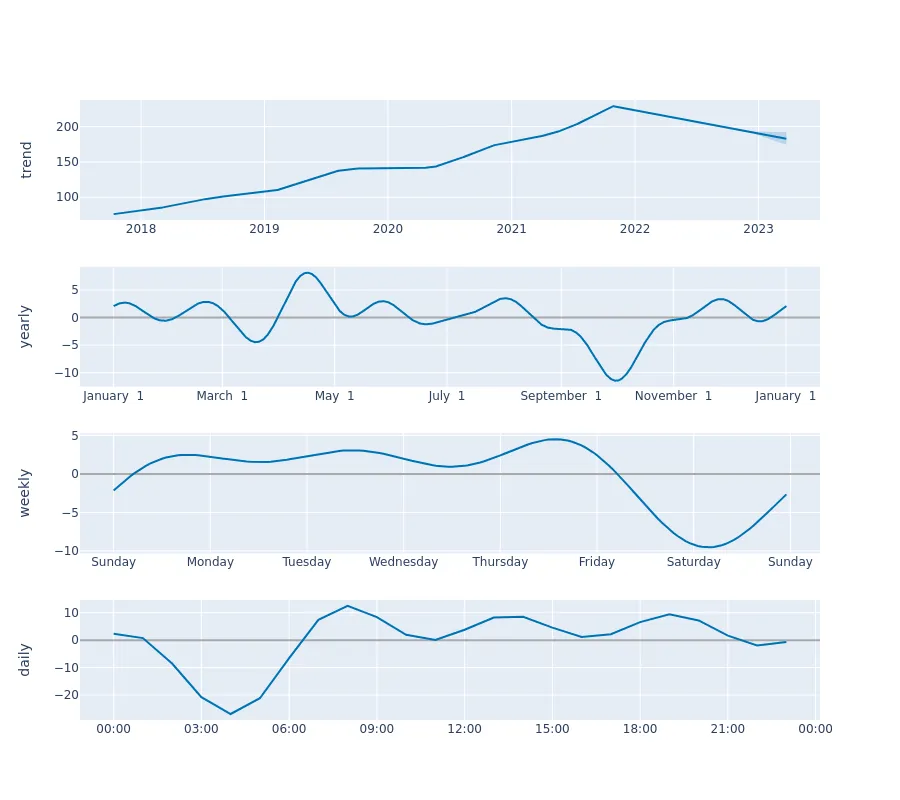 trend
200
150
100
2018 2019 2020 2021 2022 2023
yearly
5
0
−5
−10
January 1 March 1 May 1 July 1 September 1 November 1 January 1
weekly
5
0
−5
−10
Sunday Monday Tuesday Wednesday Thursday Friday Saturday Sunday
daily
10
0
−10
−20
00:00 03:00 06:00 09:00 12:00 15:00 18:00 21:00 00:00